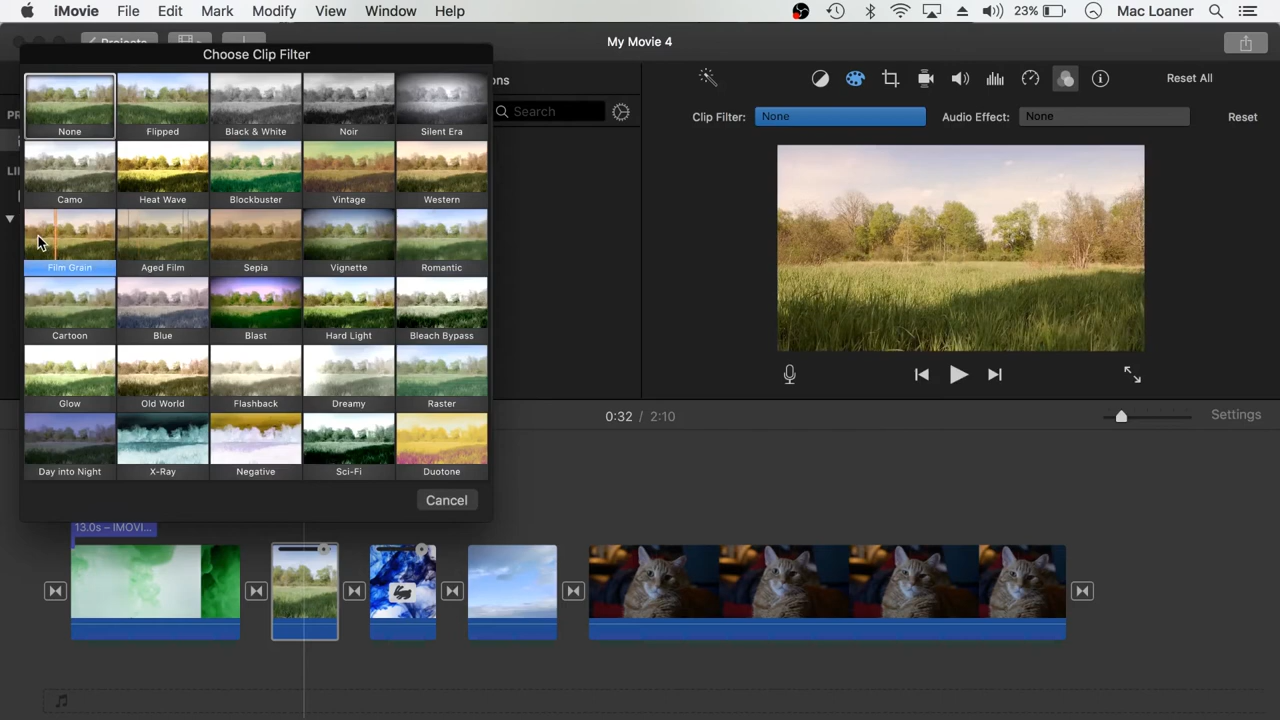 iMovie File Edit Mark Modify View Window Help 23% Mac Loaner
Projects
My Movie 4
Choose Clip Filter
Search
Reset All
Clip Filter: None Audio Effect: None Reset
None Flipped Black & White Noir Silent Era
Camo Heat Wave Blockbuster Vintage Western
Film Grain Aged Film Sepia Vignette Romantic
Cartoon Blue Blast Hard Light Bleach Bypass
Glow Old World Flashback Dreamy Raster
Day into Night X-Ray Negative Sci-Fi Duotone
Cancel
0:32 / 2:10
Settings
13.0s – IMOVI...